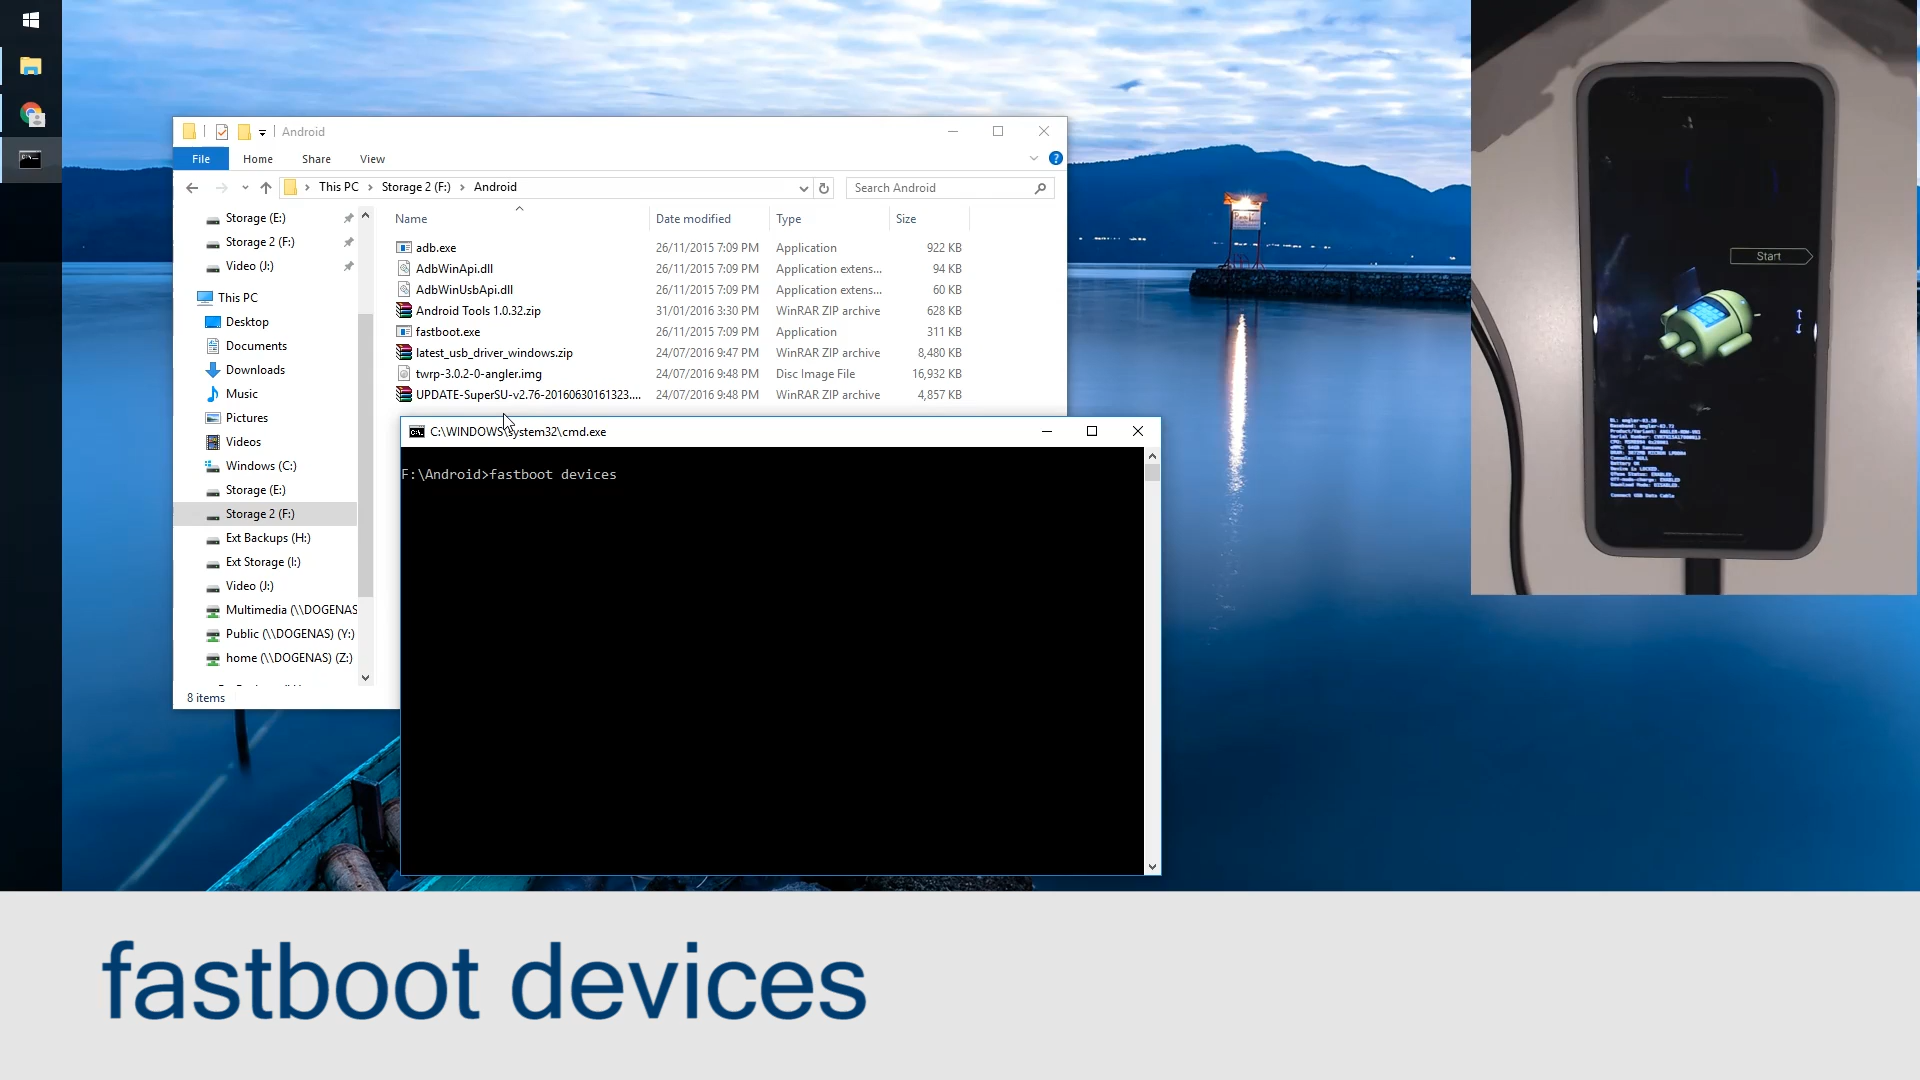 Android
File Home Share View
This PC Storage 2 (F:) Android
Search Android
Storage (E:)
Storage 2 (F:)
Video (J:)
This PC
Desktop
Documents
Downloads
Music
Pictures
Videos
Windows (C:)
Storage (E:)
Storage 2 (F:)
Ext Backups (H:)
Ext Storage (I:)
Video (J:)
Multimedia (\\DOGENAS
Public (\\DOGENAS) (Y:)
home (\\DOGENAS) (Z:)
8 items
Name Date modified Type Size
adb.exe 26/11/2015 7:09 PM Application 922 KB
AdbWinApi.dll 26/11/2015 7:09 PM Application extens... 94 KB
AdbWinUsbApi.dll 26/11/2015 7:09 PM Application extens... 60 KB
Android Tools 1.0.32.zip 31/01/2016 3:30 PM WinRAR ZIP archive 628 KB
fastboot.exe 26/11/2015 7:09 PM Application 311 KB
latest_usb_driver_windows.zip 24/07/2016 9:47 PM WinRAR ZIP archive 8,480 KB
twrp-3.0.2-0-angler.img 24/07/2016 9:48 PM Disc Image File 16,932 KB
UPDATE-SuperSU-v2.76-20160630161323.... 24/07/2016 9:48 PM WinRAR ZIP archive 4,857 KB
C:\WINDOWS\system32\cmd.exe
F:\Android>fastboot devices
Start
Connect USB Data Cable
fastboot devices